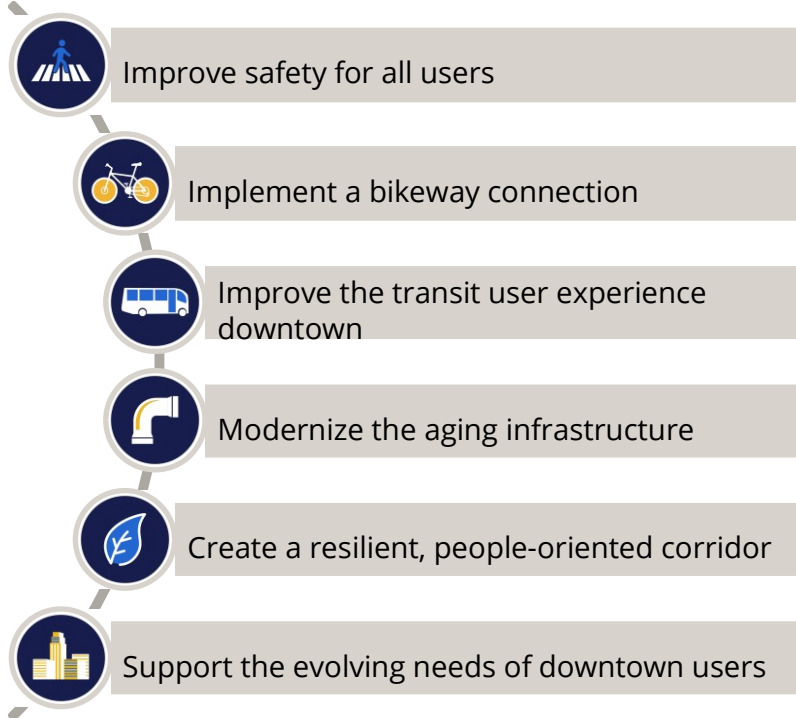 Improve safety for all users
Implement a bikeway connection
Improve the transit user experience
downtown
Modernize the aging infrastructure
Create a resilient, people-oriented corridor
Support the evolving needs of downtown users